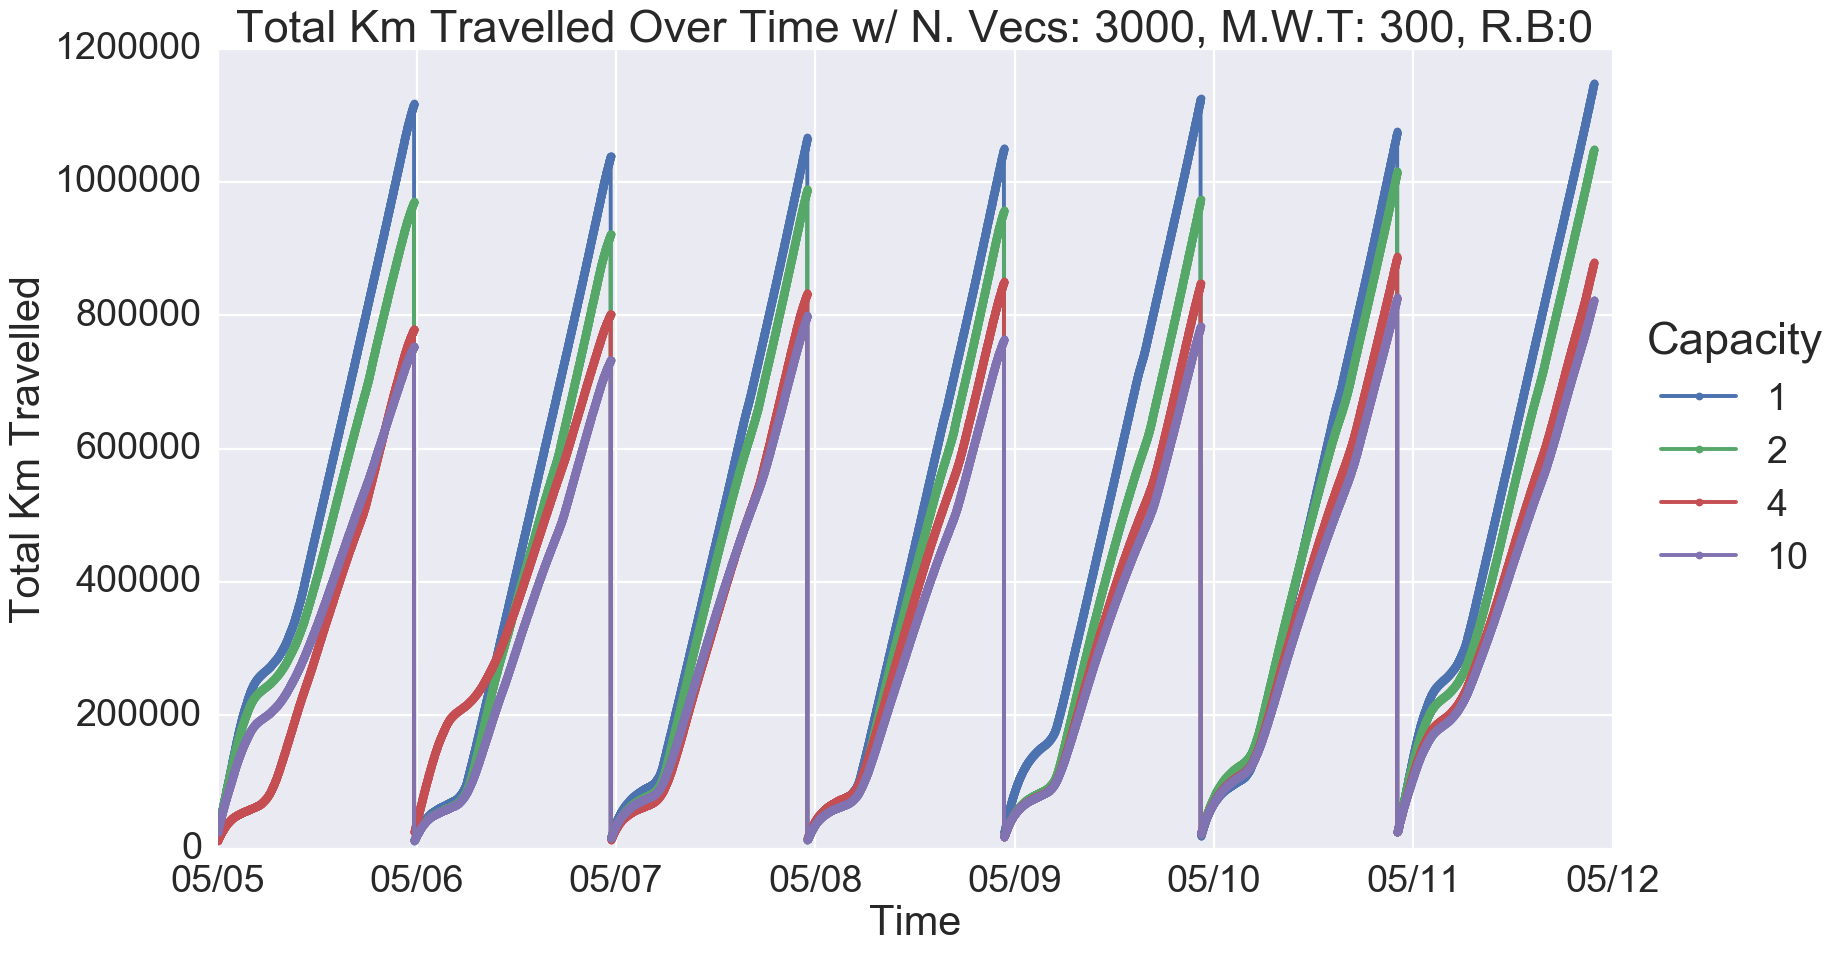 Total Km Travelled Over Time w/ N. Vecs: 3000, M.W.T: 300, R.B:0
1200000
1000000
800000
600000
400000
200000
0
Total Km Travelled
05/05 05/06 05/07 05/08 05/09 05/10 05/11 05/12
Time
Capacity
1
2
4
10